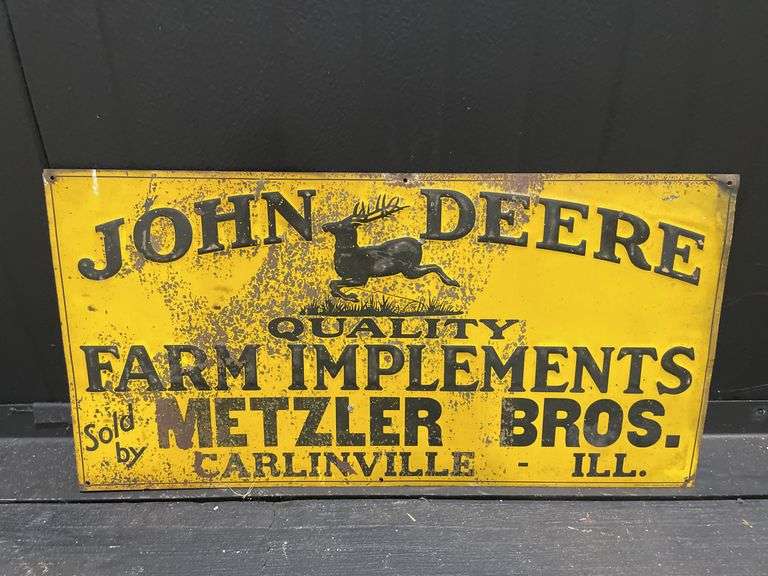 JOHN DEERE
QUALITY
FARM IMPLEMENTS
Sold by METZLER BROS.
CARLINVILLE - ILL.